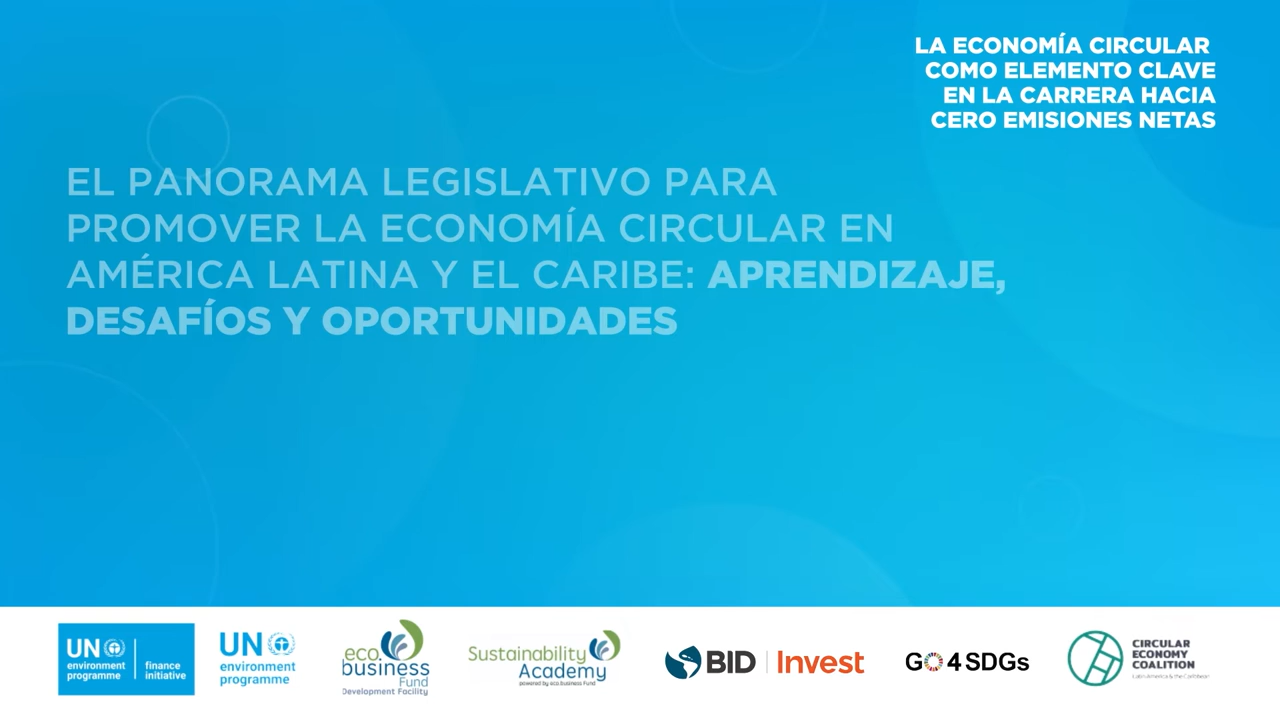 LA ECONOMÍA CIRCULAR
COMO ELEMENTO CLAVE
EN LA CARRERA HACIA
CERO EMISIONES NETAS
EL PANORAMA LEGISLATIVO PARA
PROMOVER LA ECONOMÍA CIRCULAR EN
AMÉRICA LATINA Y EL CARIBE: APRENDIZAJE,
DESAFÍOS Y OPORTUNIDADES
UN
environment
programme
finance
initiative
UN
environment
programme
eco
business
Fund
Development Facility
Sustainability
Academy
powered by eco.business Fund
BID Invest
GO4SDGs
CIRCULAR
ECONOMY
COALITION
Latin America & the Caribbean